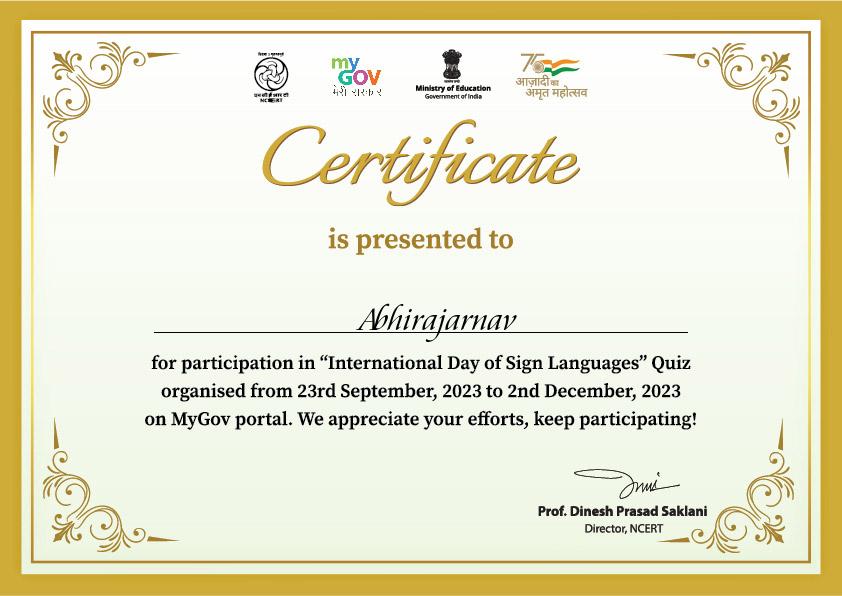 एन सी ई आर टी
NCERT
my
GOV
मेरी सरकार
Ministry of Education
Government of India
75
आज़ादी का
अमृत महोत्सव
Certificate
is presented to
Abhirajarnav
for participation in “International Day of Sign Languages” Quiz
organised from 23rd September, 2023 to 2nd December, 2023
on MyGov portal. We appreciate your efforts, keep participating!
Prof. Dinesh Prasad Saklani
Director, NCERT